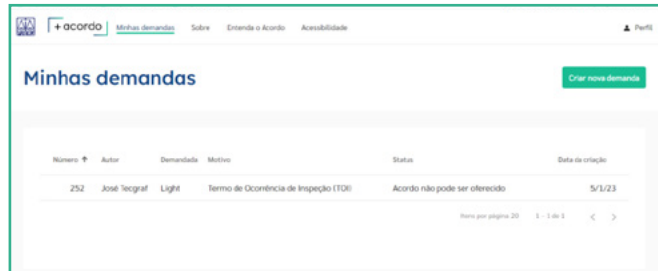 +acordo Minhas demandas Sobre Entenda o Acordo Acessibilidade Perfil
Minhas demandas
Criar nova demanda
Número ↑ Autor Demandada Motivo Status Data da criação
252 José Tecgraf Light Termo de Ocorrência de Inspeção (TOI) Acordo não pode ser oferecido 5/1/23
Itens por página 20 1 - 1 de 1 < >